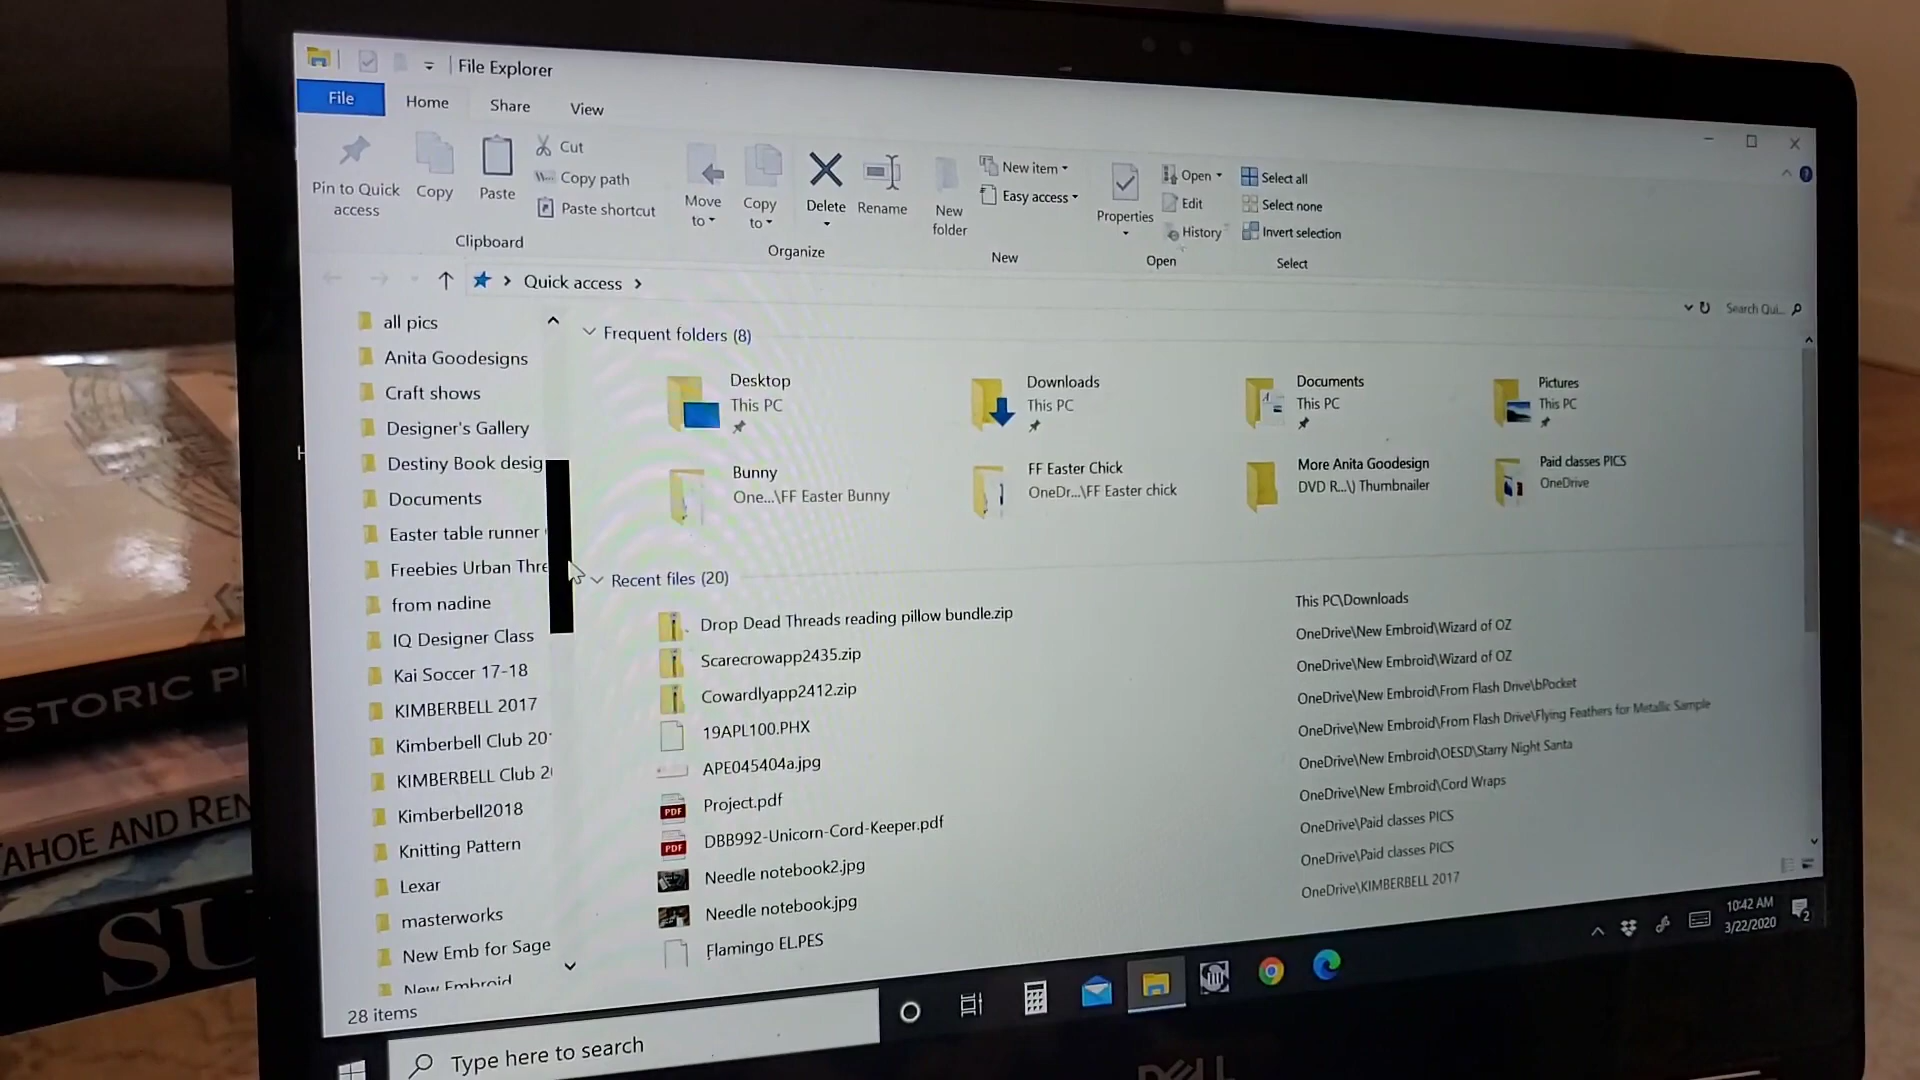 File Explorer
File Home Share View
Pin to Quick access
Copy
Paste
Cut
Copy path
Paste shortcut
Clipboard
Move to
Copy to
Delete
Rename
Organize
New folder
New item
Easy access
New
Properties
Open
Edit
History
Open
Select all
Select none
Invert selection
Select
Quick access
Search Qui...
all pics
Anita Goodesigns
Craft shows
Designer's Gallery
Destiny Book desig
Documents
Easter table runner
Freebies Urban Thre
from nadine
IQ Designer Class
Kai Soccer 17-18
KIMBERBELL 2017
Kimberbell Club 20
KIMBERBELL Club 2
Kimberbell2018
Knitting Pattern
Lexar
masterworks
New Emb for Sage
New Embroid
28 items
Frequent folders (8)
Desktop
This PC
Downloads
This PC
Documents
This PC
Pictures
This PC
Bunny
One...\FF Easter Bunny
FF Easter Chick
OneDr...\FF Easter chick
More Anita Goodesign
DVD R...\) Thumbnailer
Paid classes PICS
OneDrive
Recent files (20)
Drop Dead Threads reading pillow bundle.zip
Scarecrowapp2435.zip
Cowardlyapp2412.zip
19APL100.PHX
APE045404a.jpg
Project.pdf
DBB992-Unicorn-Cord-Keeper.pdf
Needle notebook2.jpg
Needle notebook.jpg
Flamingo EL.PES
This PC\Downloads
OneDrive\New Embroid\Wizard of OZ
OneDrive\New Embroid\Wizard of OZ
OneDrive\New Embroid\From Flash Drive\bPocket
OneDrive\New Embroid\From Flash Drive\Flying Feathers for Metallic Sample
OneDrive\New Embroid\OESD\Starry Night Santa
OneDrive\New Embroid\Cord Wraps
OneDrive\Paid classes PICS
OneDrive\Paid classes PICS
OneDrive\KIMBERBELL 2017
PDF
PDF
Type here to search
10:42 AM
3/22/2020
2
DELL
STORIC P
TAHOE AND REN
SU